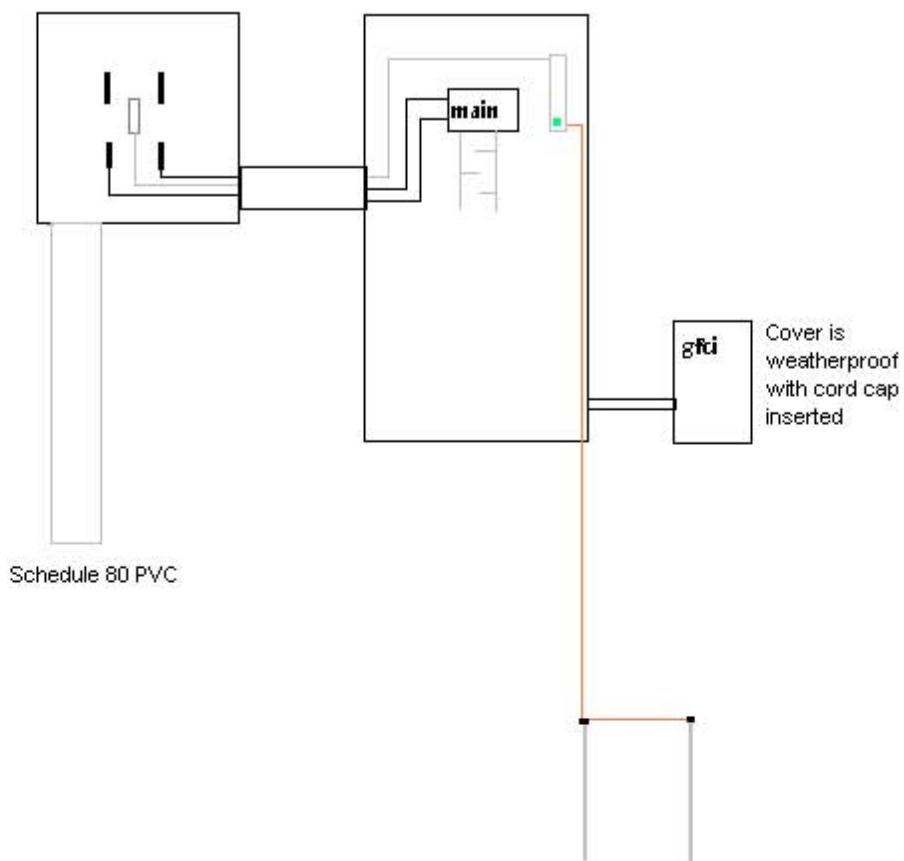 main
gfci
Cover is
weatherproof
with cord cap
inserted
Schedule 80 PVC